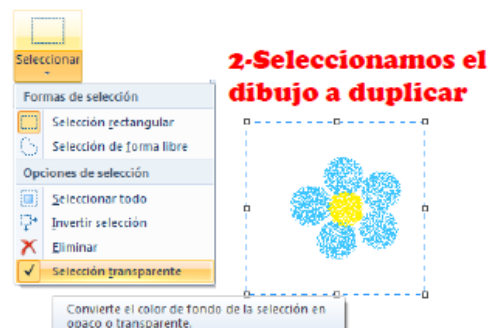 Seleccionar
2-Seleccionamos el
dibujo a duplicar
Formas de selección
Selección rectangular
Selección de forma libre
Opciones de selección
Seleccionar todo
Invertir selección
Eliminar
Selección transparente
Convierte el color de fondo de la selección en
opaco o transparente.